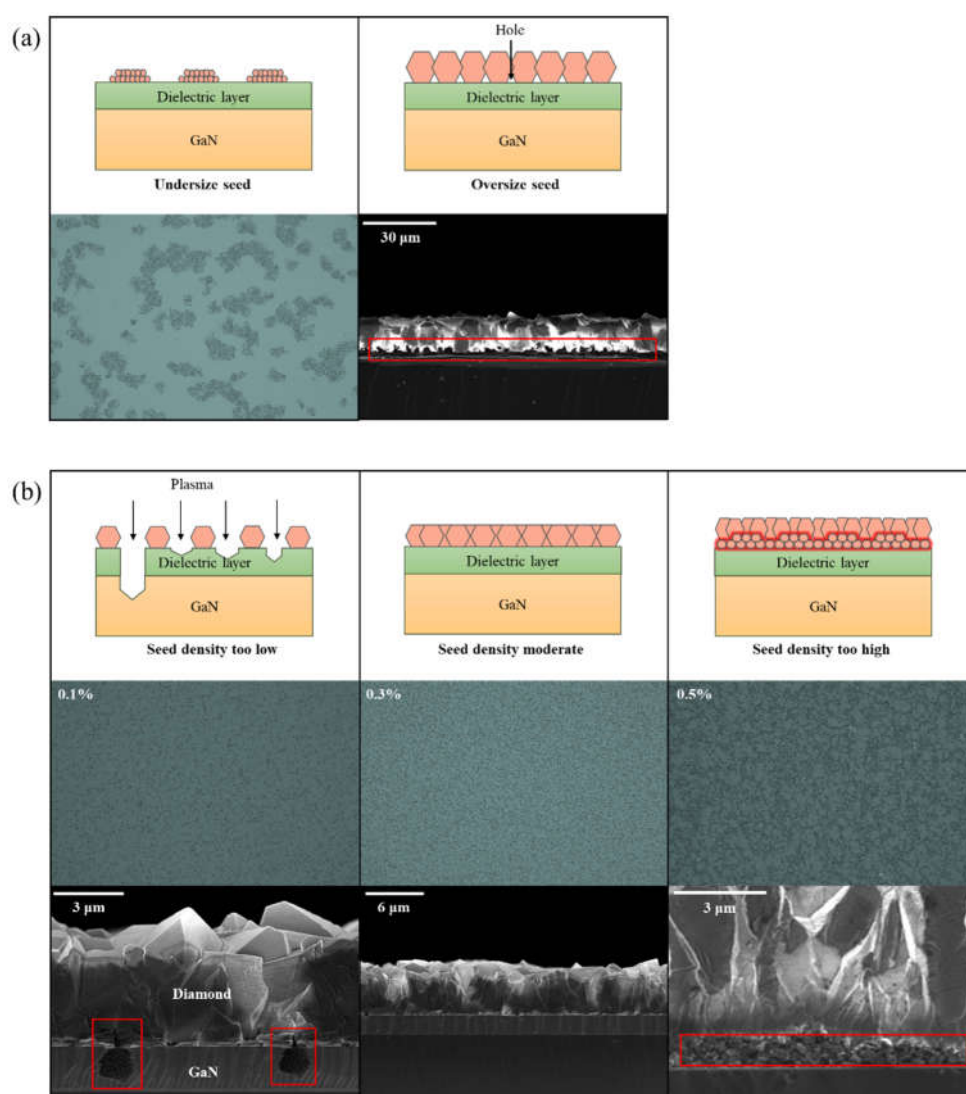 (a)
Hole
Dielectric layer
Dielectric layer
GaN
GaN
Undersize seed
Oversize seed
30 μm
(b)
Plasma
Dielectric layer
Dielectric layer
Dielectric layer
GaN
GaN
GaN
Seed density too low
Seed density moderate
Seed density too high
0.1%
0.3%
0.5%
3 μm
6 μm
3 μm
Diamond
GaN